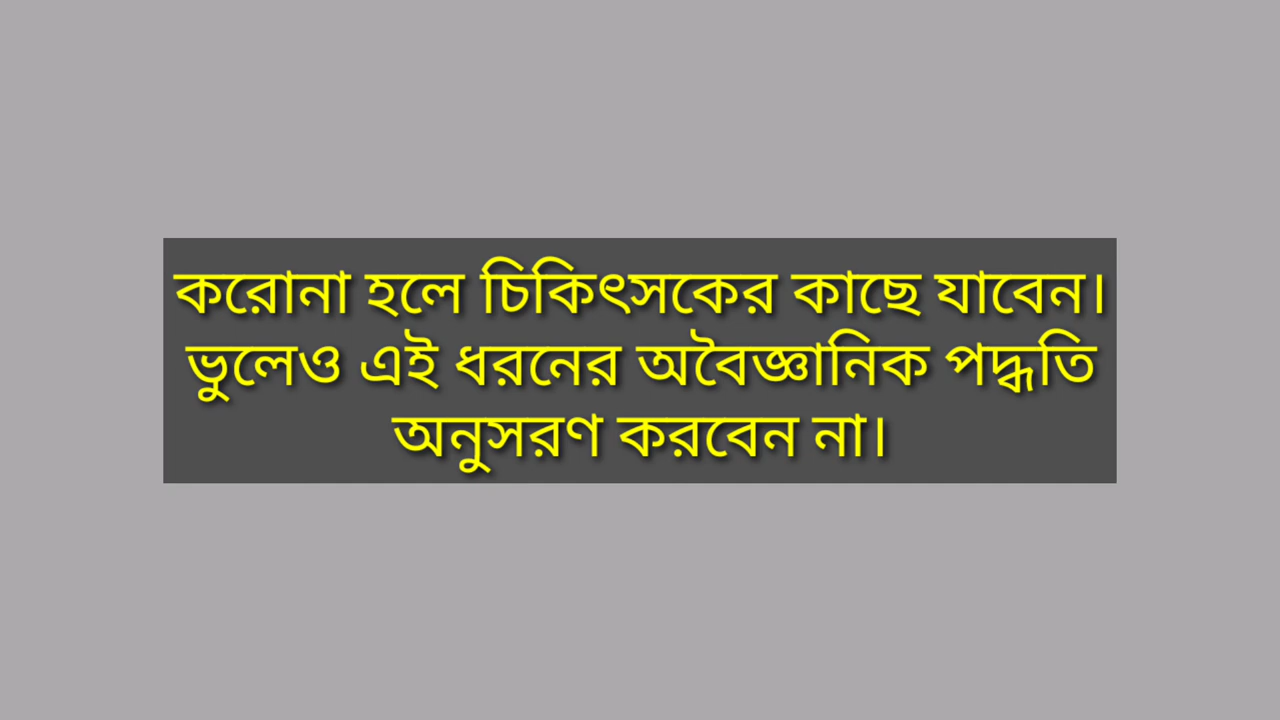 করোনা হলে চিকিৎসকের কাছে যাবেন।
ভুলেও এই ধরনের অবৈজ্ঞানিক পদ্ধতি
অনুসরণ করবেন না।